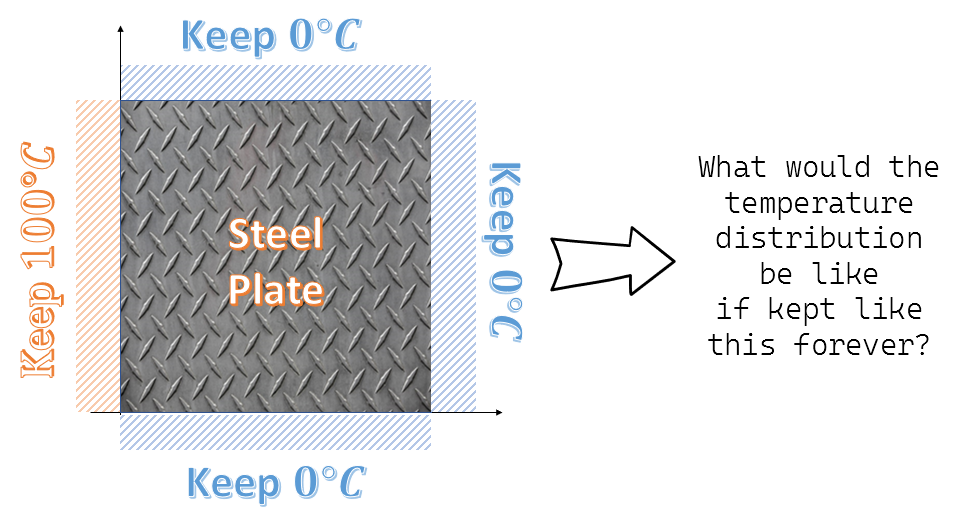 Keep 0°C
Keep 100°C
Steel
Plate
Keep 0°C
Keep 0°C
What would the
temperature
distribution
be like
if kept like
this forever?